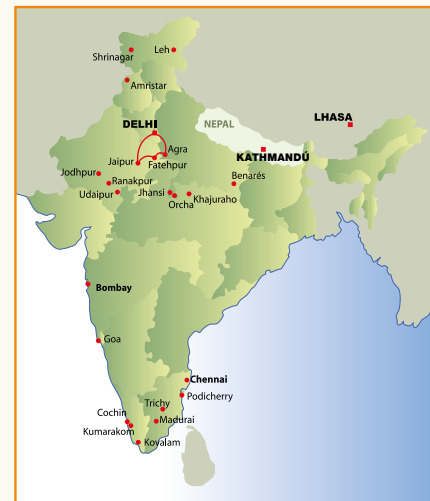 Leh
Shrinagar
Amristar
LHASA
DELHI
NEPAL
Agra
KATHMANDÚ
Jaipur
Fatehpur
Jodhpur
Benarés
Ranakpur
Udaipur
Jhansi
Khajuraho
Orcha
Bombay
Goa
Chennai
Podicherry
Trichy
Cochin
Madurai
Kumarakom
Kovalam